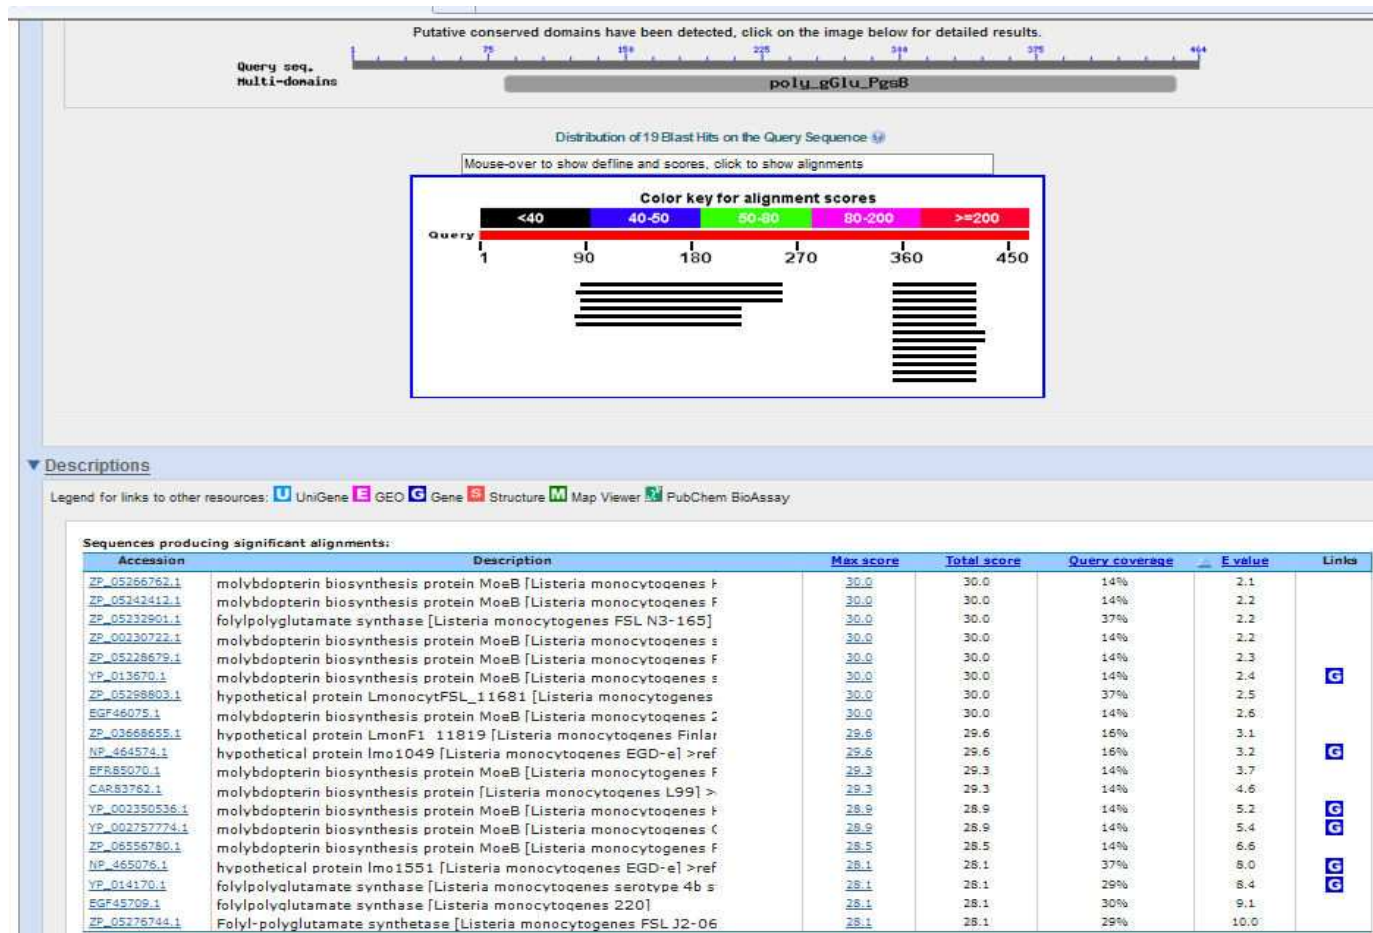 Putative conserved domains have been detected, click on the image below for detailed results.
1 75 150 225 300 375 464
Query seq.
Multi-domains poly_gGlu_PgsB
Distribution of 19 Blast Hits on the Query Sequence
Mouse-over to show defline and scores, click to show alignments
Color key for alignment scores
<40 40-50 50-80 80-200 >=200
Query
1 90 180 270 360 450
Descriptions
Legend for links to other resources: U UniGene E GEO G Gene S Structure M Map Viewer PubChem BioAssay
Sequences producing significant alignments:
Accession Description Max score Total score Query coverage E value Links
ZP_05266762.1 molybdopterin biosynthesis protein MoeB [Listeria monocytogenes 30.0 30.0 14% 2.1
ZP_05242412.1 molybdopterin biosynthesis protein MoeB [Listeria monocytogenes F 30.0 30.0 14% 2.2
ZP_05232901.1 folylpolyglutamate synthase [Listeria monocytogenes FSL N3-165] 30.0 30.0 37% 2.2
ZP_00230722.1 molybdopterin biosynthesis protein MoeB [Listeria monocytogenes s 30.0 30.0 14% 2.2
ZP_05228679.1 molybdopterin biosynthesis protein MoeB [Listeria monocytogenes F 30.0 30.0 14% 2.3
YP_013670.1 molybdopterin biosynthesis protein MoeB [Listeria monocytogenes s 30.0 30.0 14% 2.4 G
ZP_05298803.1 hypothetical protein LmonocytFSL_11681 [Listeria monocytogenes 30.0 30.0 37% 2.5
EGF46075.1 molybdopterin biosynthesis protein MoeB [Listeria monocytogenes 2 30.0 30.0 14% 2.6
ZP_03668655.1 hypothetical protein LmonF1_11819 [Listeria monocytogenes Finlar 29.6 29.6 16% 3.1
NP_464574.1 hypothetical protein lmo1049 [Listeria monocytogenes EGD-e] >ref 29.6 29.6 16% 3.2 G
EFR85070.1 molybdopterin biosynthesis protein MoeB [Listeria monocytogenes F 29.3 29.3 14% 3.7
CAR83762.1 molybdopterin biosynthesis protein [Listeria monocytogenes L99] > 29.3 29.3 14% 4.6
YP_002350536.1 molybdopterin biosynthesis protein MoeB [Listeria monocytogenes 28.9 28.9 14% 5.2 G
YP_002757774.1 molybdopterin biosynthesis protein MoeB [Listeria monocytogenes 28.9 28.9 14% 5.4 G
ZP_06556780.1 molybdopterin biosynthesis protein MoeB [Listeria monocytogenes F 28.5 28.5 14% 6.6
NP_465076.1 hypothetical protein lmo1551 [Listeria monocytogenes EGD-e] >ref 28.1 28.1 37% 8.0 G
YP_014170.1 folylpolyglutamate synthase [Listeria monocytogenes serotype 4b s 28.1 28.1 29% 8.4 G
EGF45709.1 folylpolyglutamate synthase [Listeria monocytogenes 220] 28.1 28.1 30% 9.1
ZP_05276744.1 Folyl-polyglutamate synthetase [Listeria monocytogenes FSL J2-06 28.1 28.1 29% 10.0